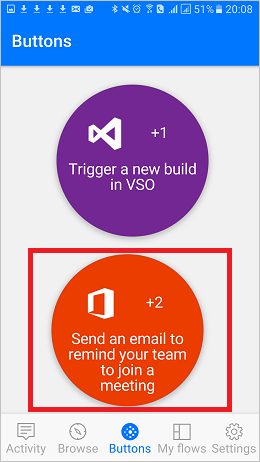 51% 20:08
Buttons
+1
Trigger a new build
in VSO
+2
Send an email to
remind your team
to join a
meeting
Activity Browse Buttons My flows Settings